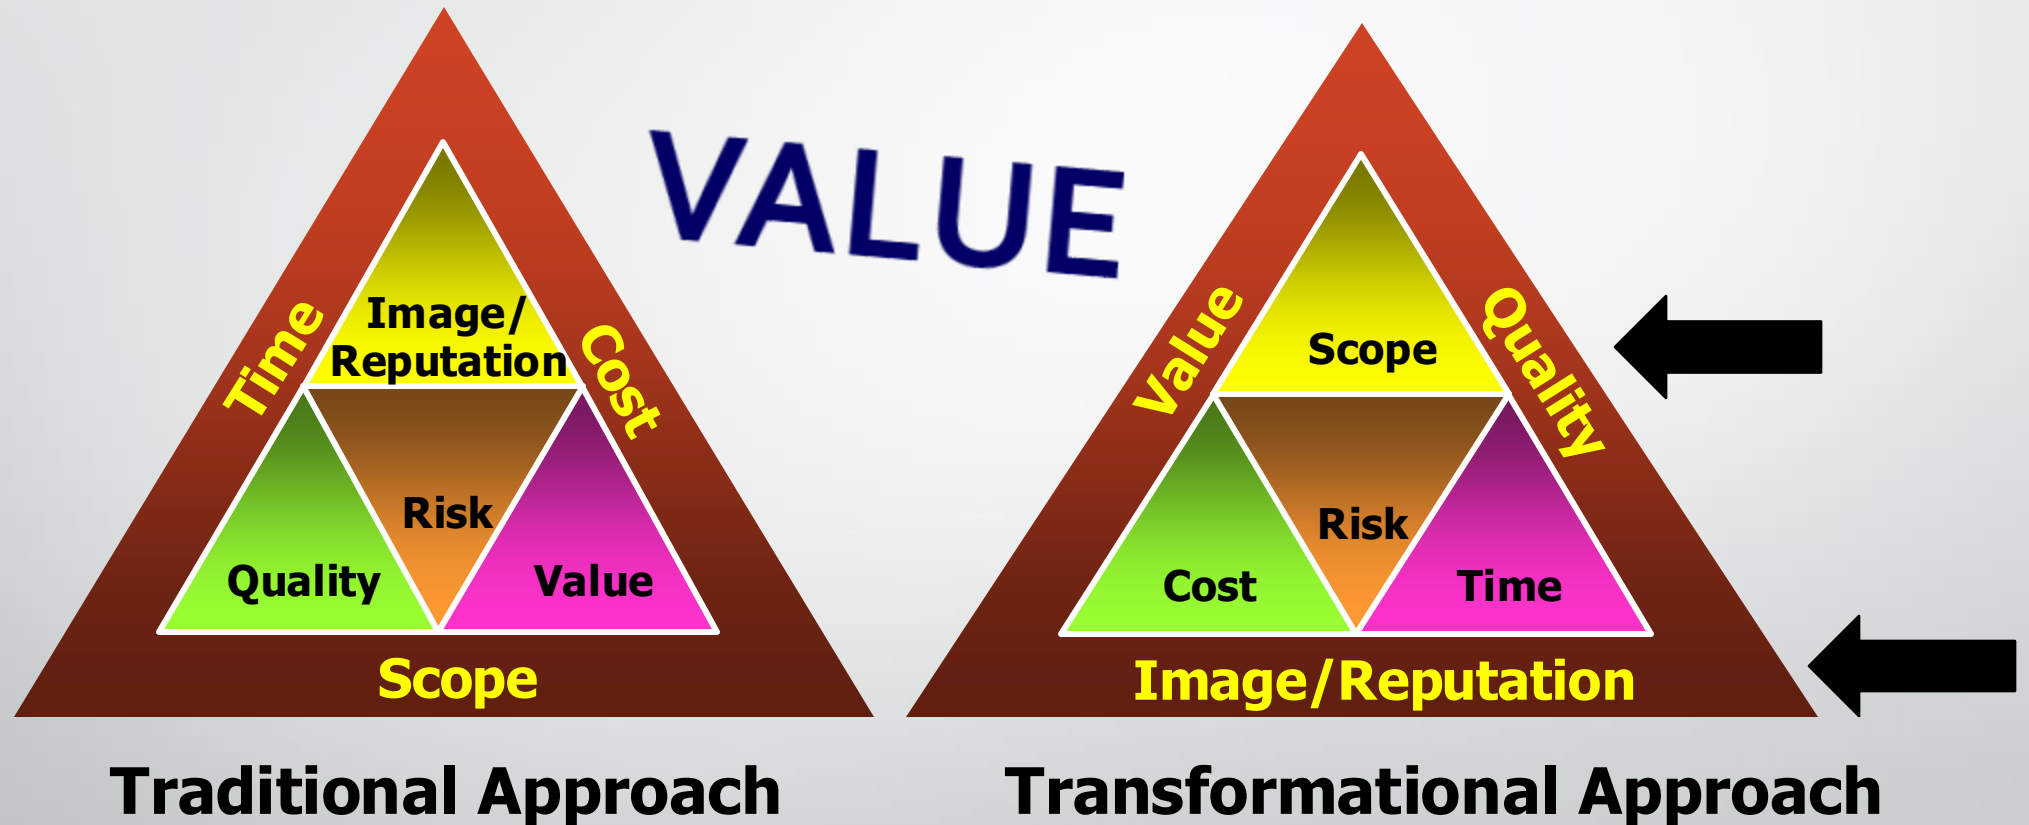 VALUE
Time
Cost
Image/
Reputation
Risk
Quality
Value
Scope
Traditional Approach
Value
Quality
Scope
Risk
Cost
Time
Image/Reputation
Transformational Approach